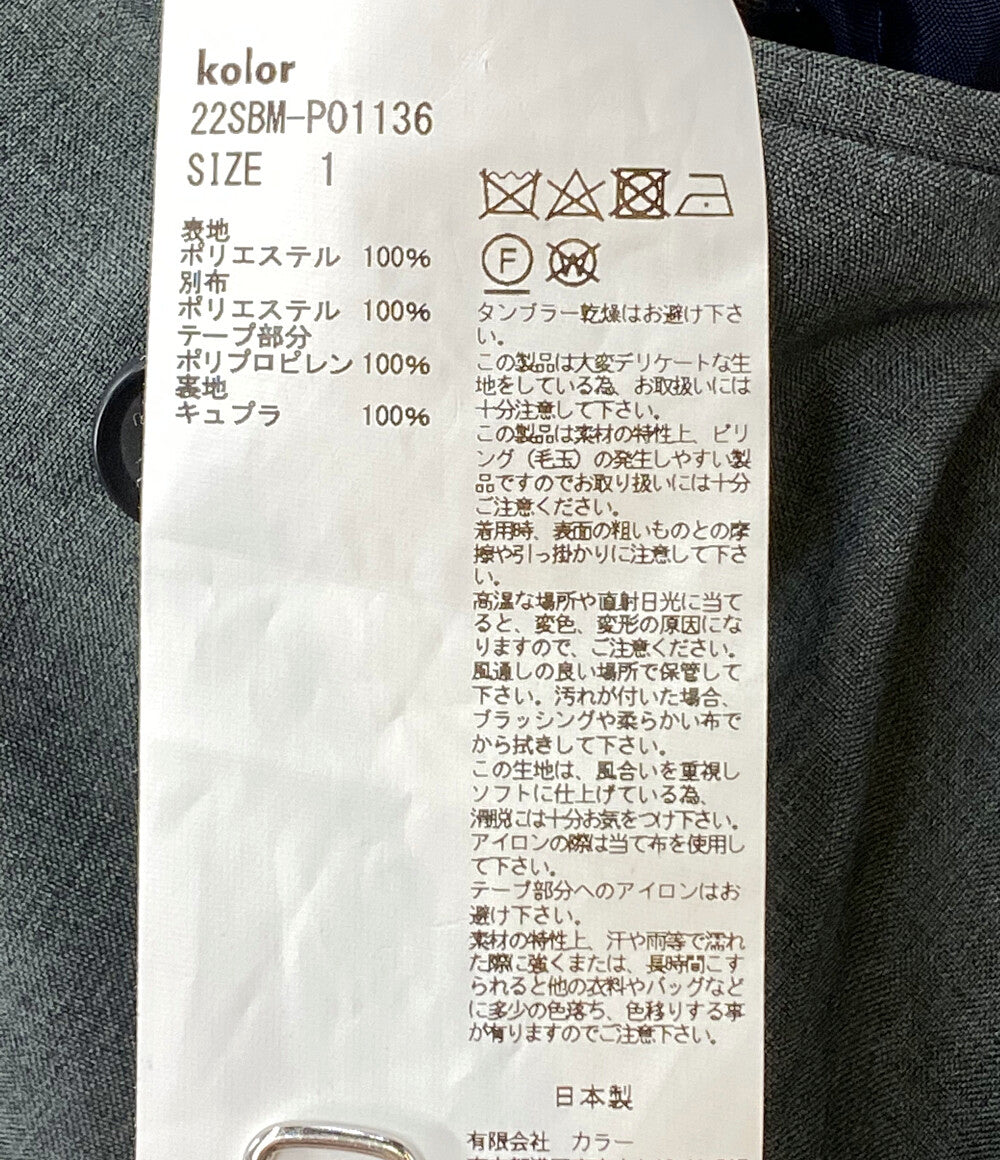 kolor
22SBM-P01136
SIZE 1
表地
ポリエステル 100%
別布
ポリエステル 100%
テープ部分
ポリプロピレン 100%
裏地
キュプラ 100%
F
W
タンブラー乾燥はお避け下さ
い。
この製品は大変デリケートな生
地をしている為、お取扱いには
十分注意して下さい。
この製品は素材の特性上、ピリ
ング（毛玉）の発生しやすい製
品ですのでお取り扱いには十分
ご注意ください。
着用時、表面の粗いものとの摩
擦や引っ掛かりに注意して下さ
い。
高温な場所や直射日光に当て
ると、変色、変形の原因にな
りますので、ご注意ください。
風通しの良い場所で保管して
下さい。汚れが付いた場合、
ブラッシングや柔らかい布で
から拭きして下さい。
この生地は、風合いを重視し
ソフトに仕上げている為、
滑脱には十分お気をつけ下さい。
アイロンの際は当て布を使用し
て下さい。
テープ部分へのアイロンはお
避け下さい。
素材の特性上、汗や雨等で濡れ
た際に強くまたは、長時間こす
られると他の衣料やバッグなど
に多少の色落ち、色移りする事
が有りますのでご注意下さい。
日本製
有限会社 カラー